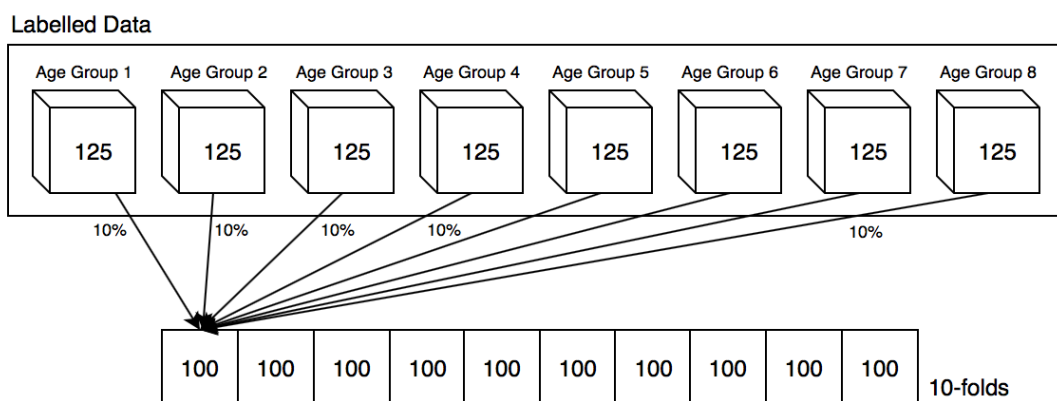 Labelled Data
Age Group 1 Age Group 2 Age Group 3 Age Group 4 Age Group 5 Age Group 6 Age Group 7 Age Group 8
125 125 125 125 125 125 125 125
10% 10% 10% 10% 10%
100 100 100 100 100 100 100 100 100 100
10-folds